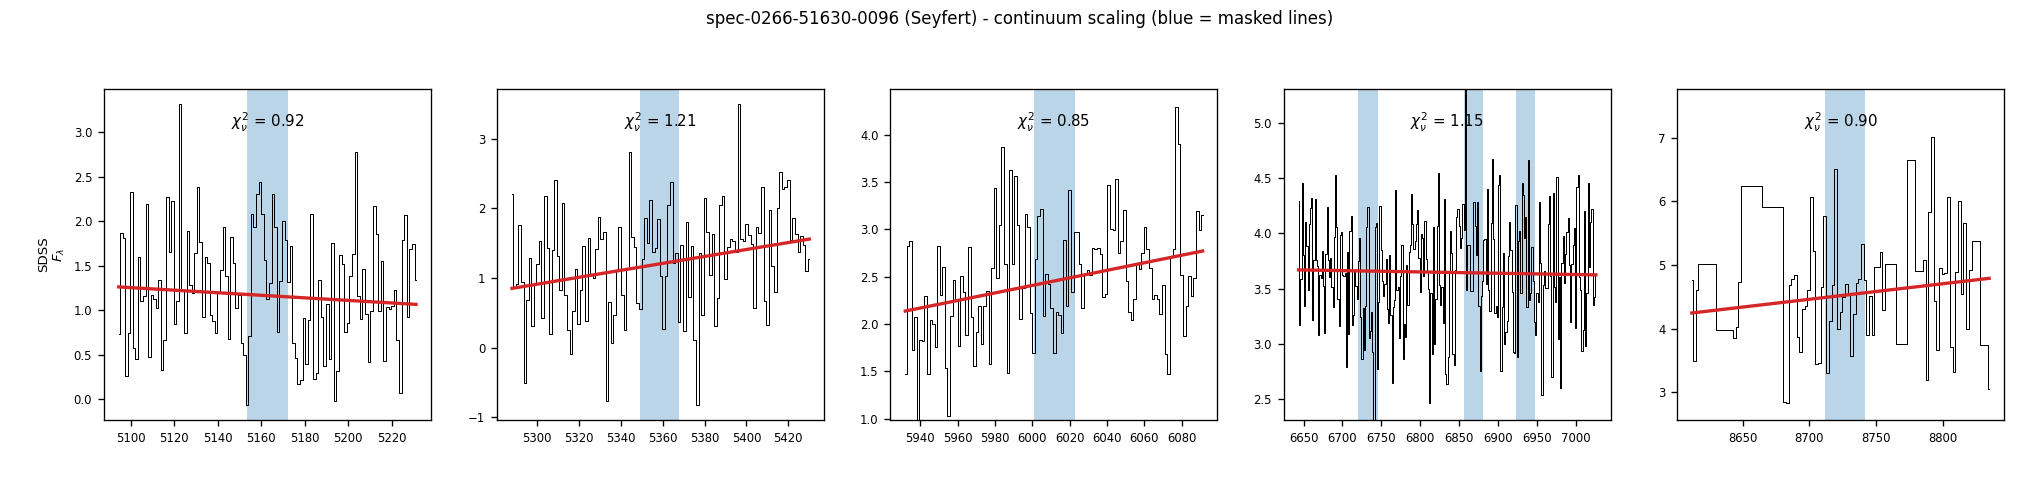 spec-0266-51630-0096 (Seyfert) - continuum scaling (blue = masked lines)
SDSS
Fλ
χ²ν = 0.92
3.0
2.5
2.0
1.5
1.0
0.5
0.0
5100 5120 5140 5160 5180 5200 5220
χ²ν = 1.21
3
2
1
0
−1
5300 5320 5340 5360 5380 5400 5420
χ²ν = 0.85
4.0
3.5
3.0
2.5
2.0
1.5
1.0
5940 5960 5980 6000 6020 6040 6060 6080
χ²ν = 1.15
5.0
4.5
4.0
3.5
3.0
2.5
6650 6700 6750 6800 6850 6900 6950 7000
χ²ν = 0.90
7
6
5
4
3
8650 8700 8750 8800